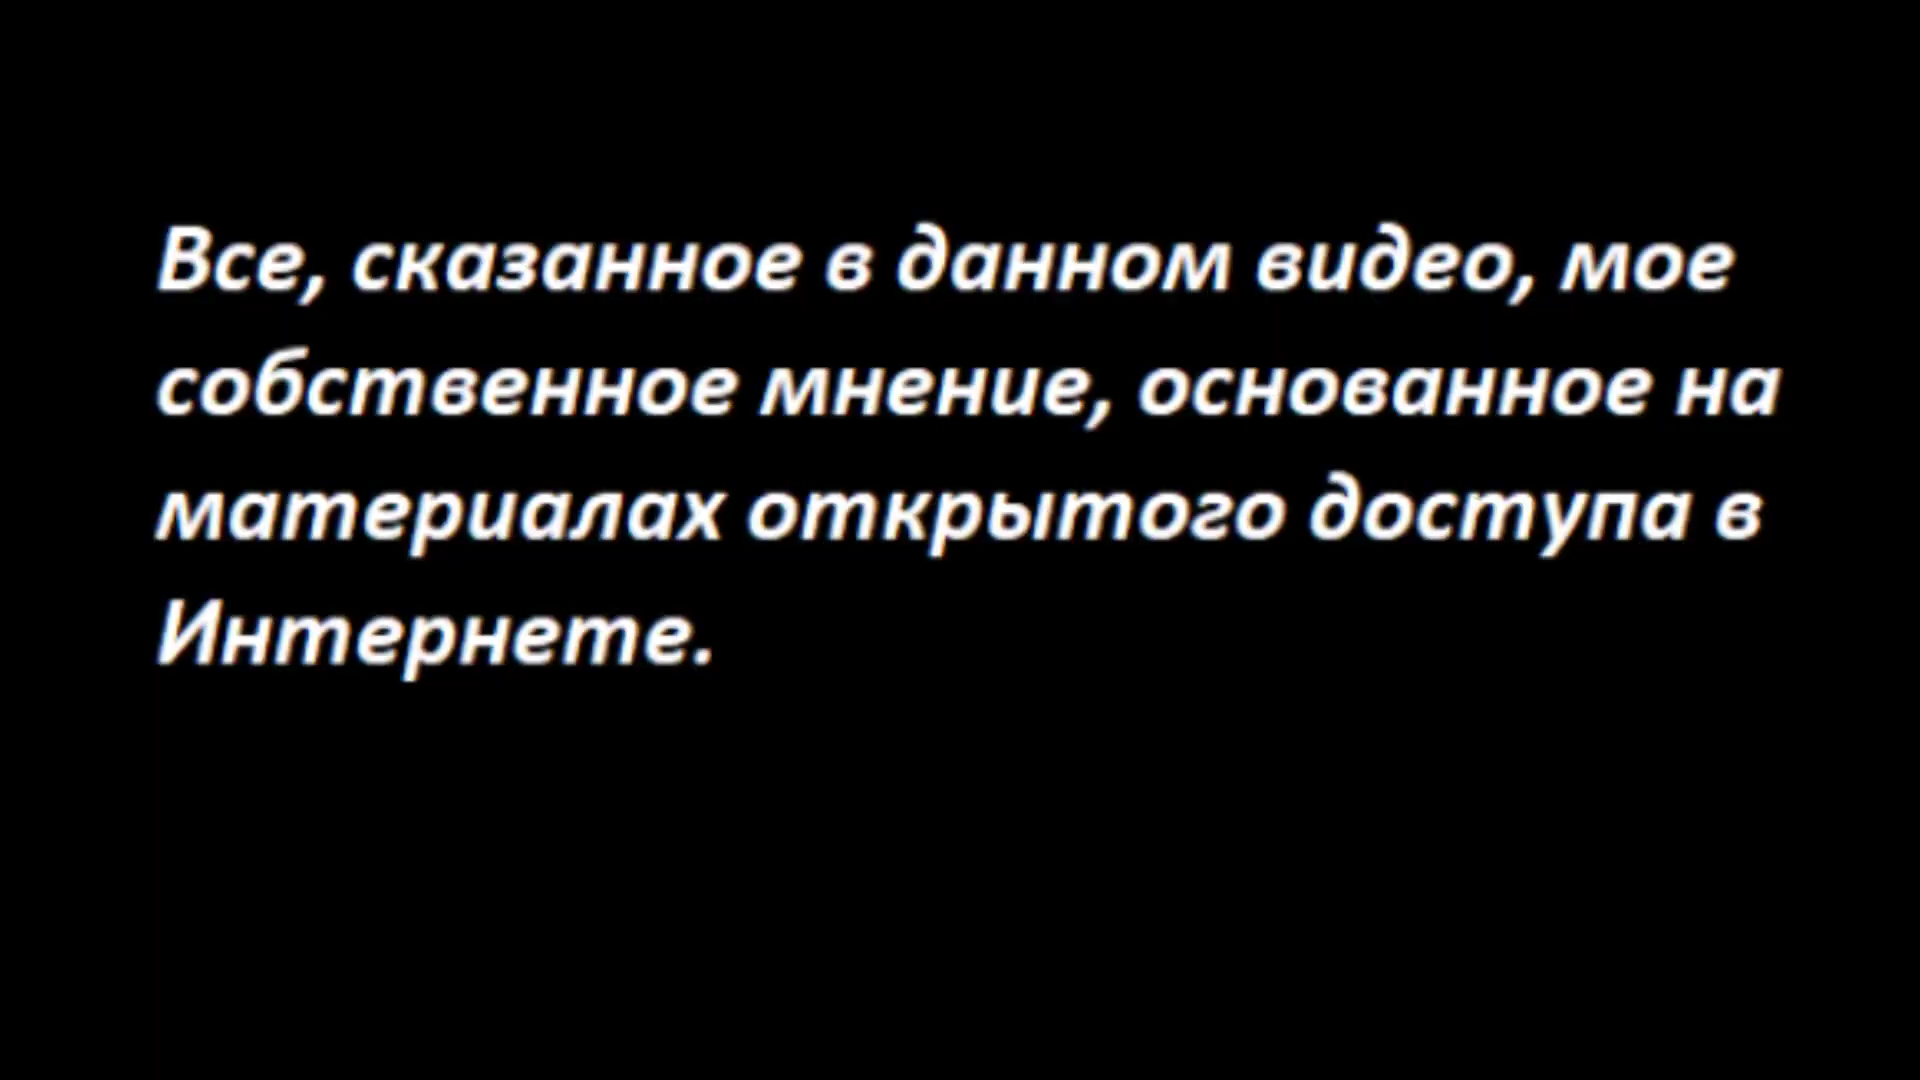 Все, сказанное в данном видео, мое
собственное мнение, основанное на
материалах открытого доступа в
Интернете.